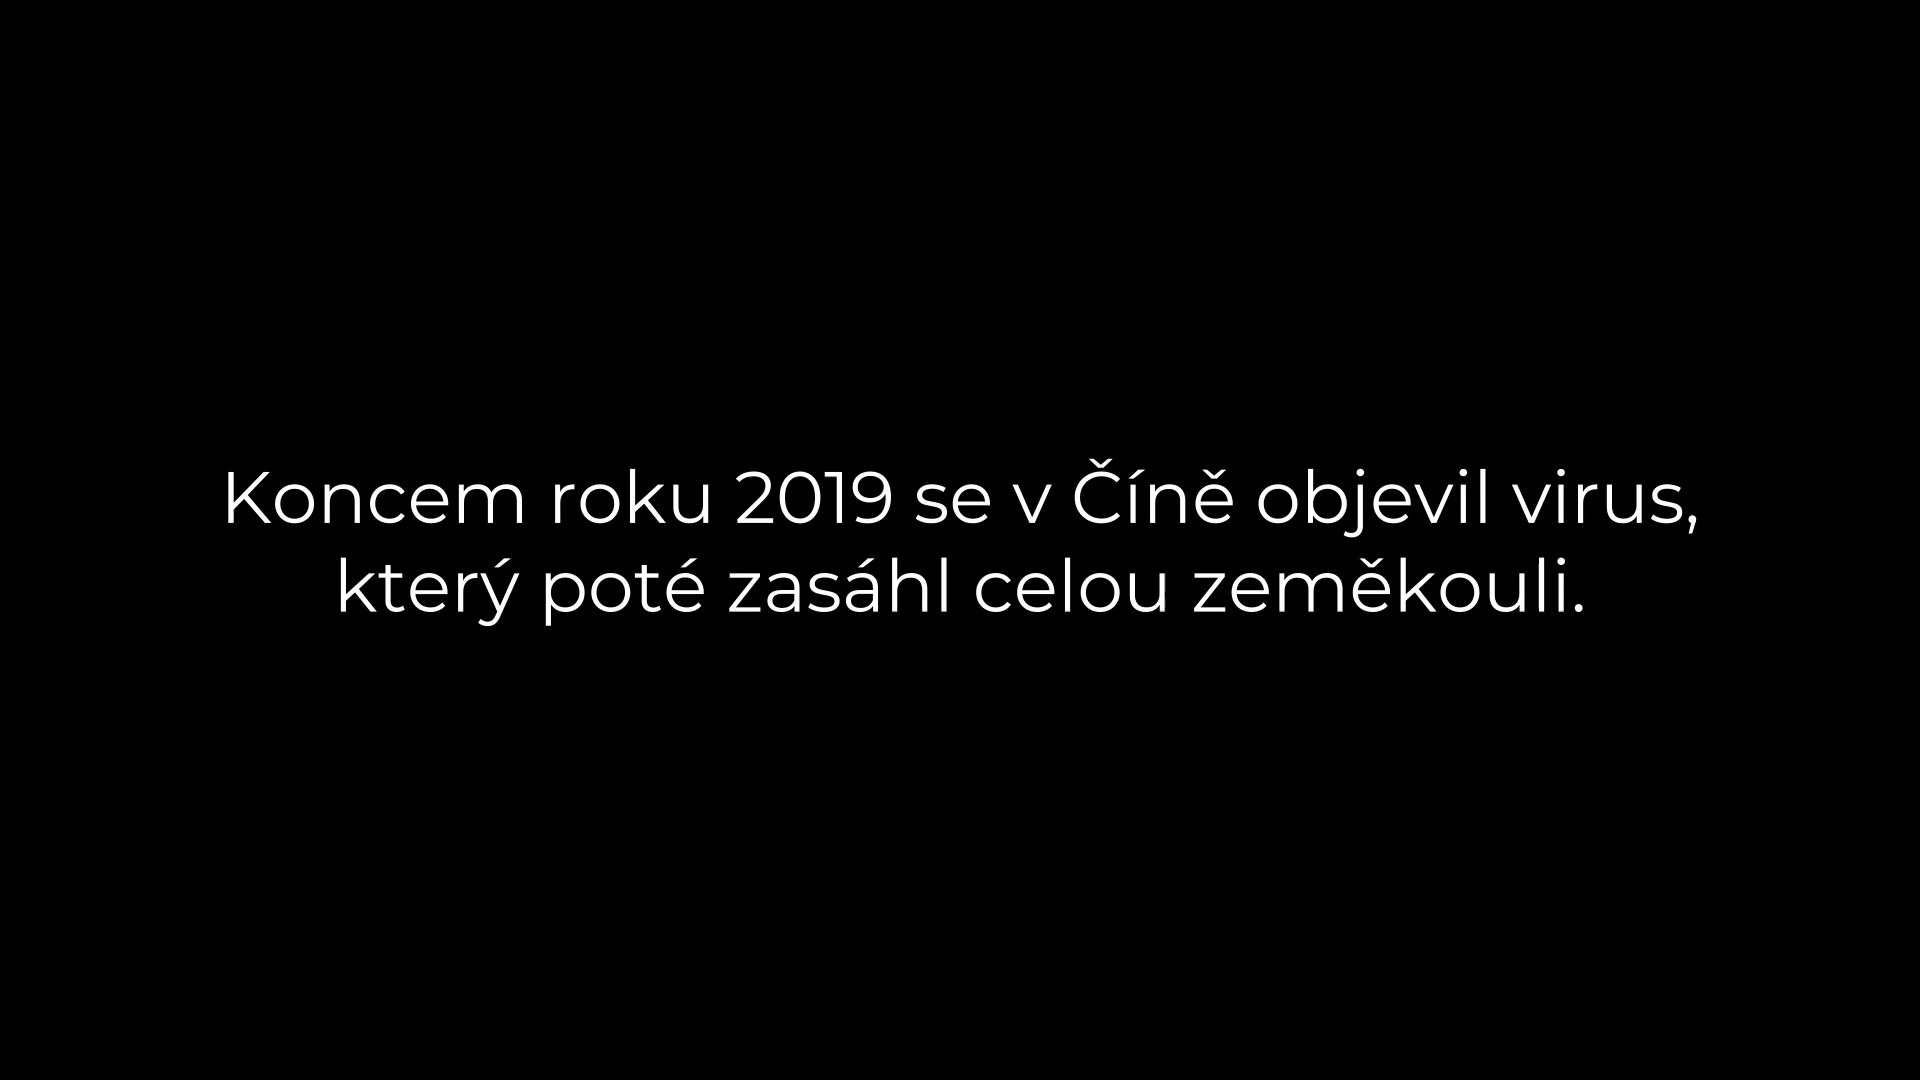 Koncem roku 2019 se v Číně objevil virus,
který poté zasáhl celou zeměkouli.